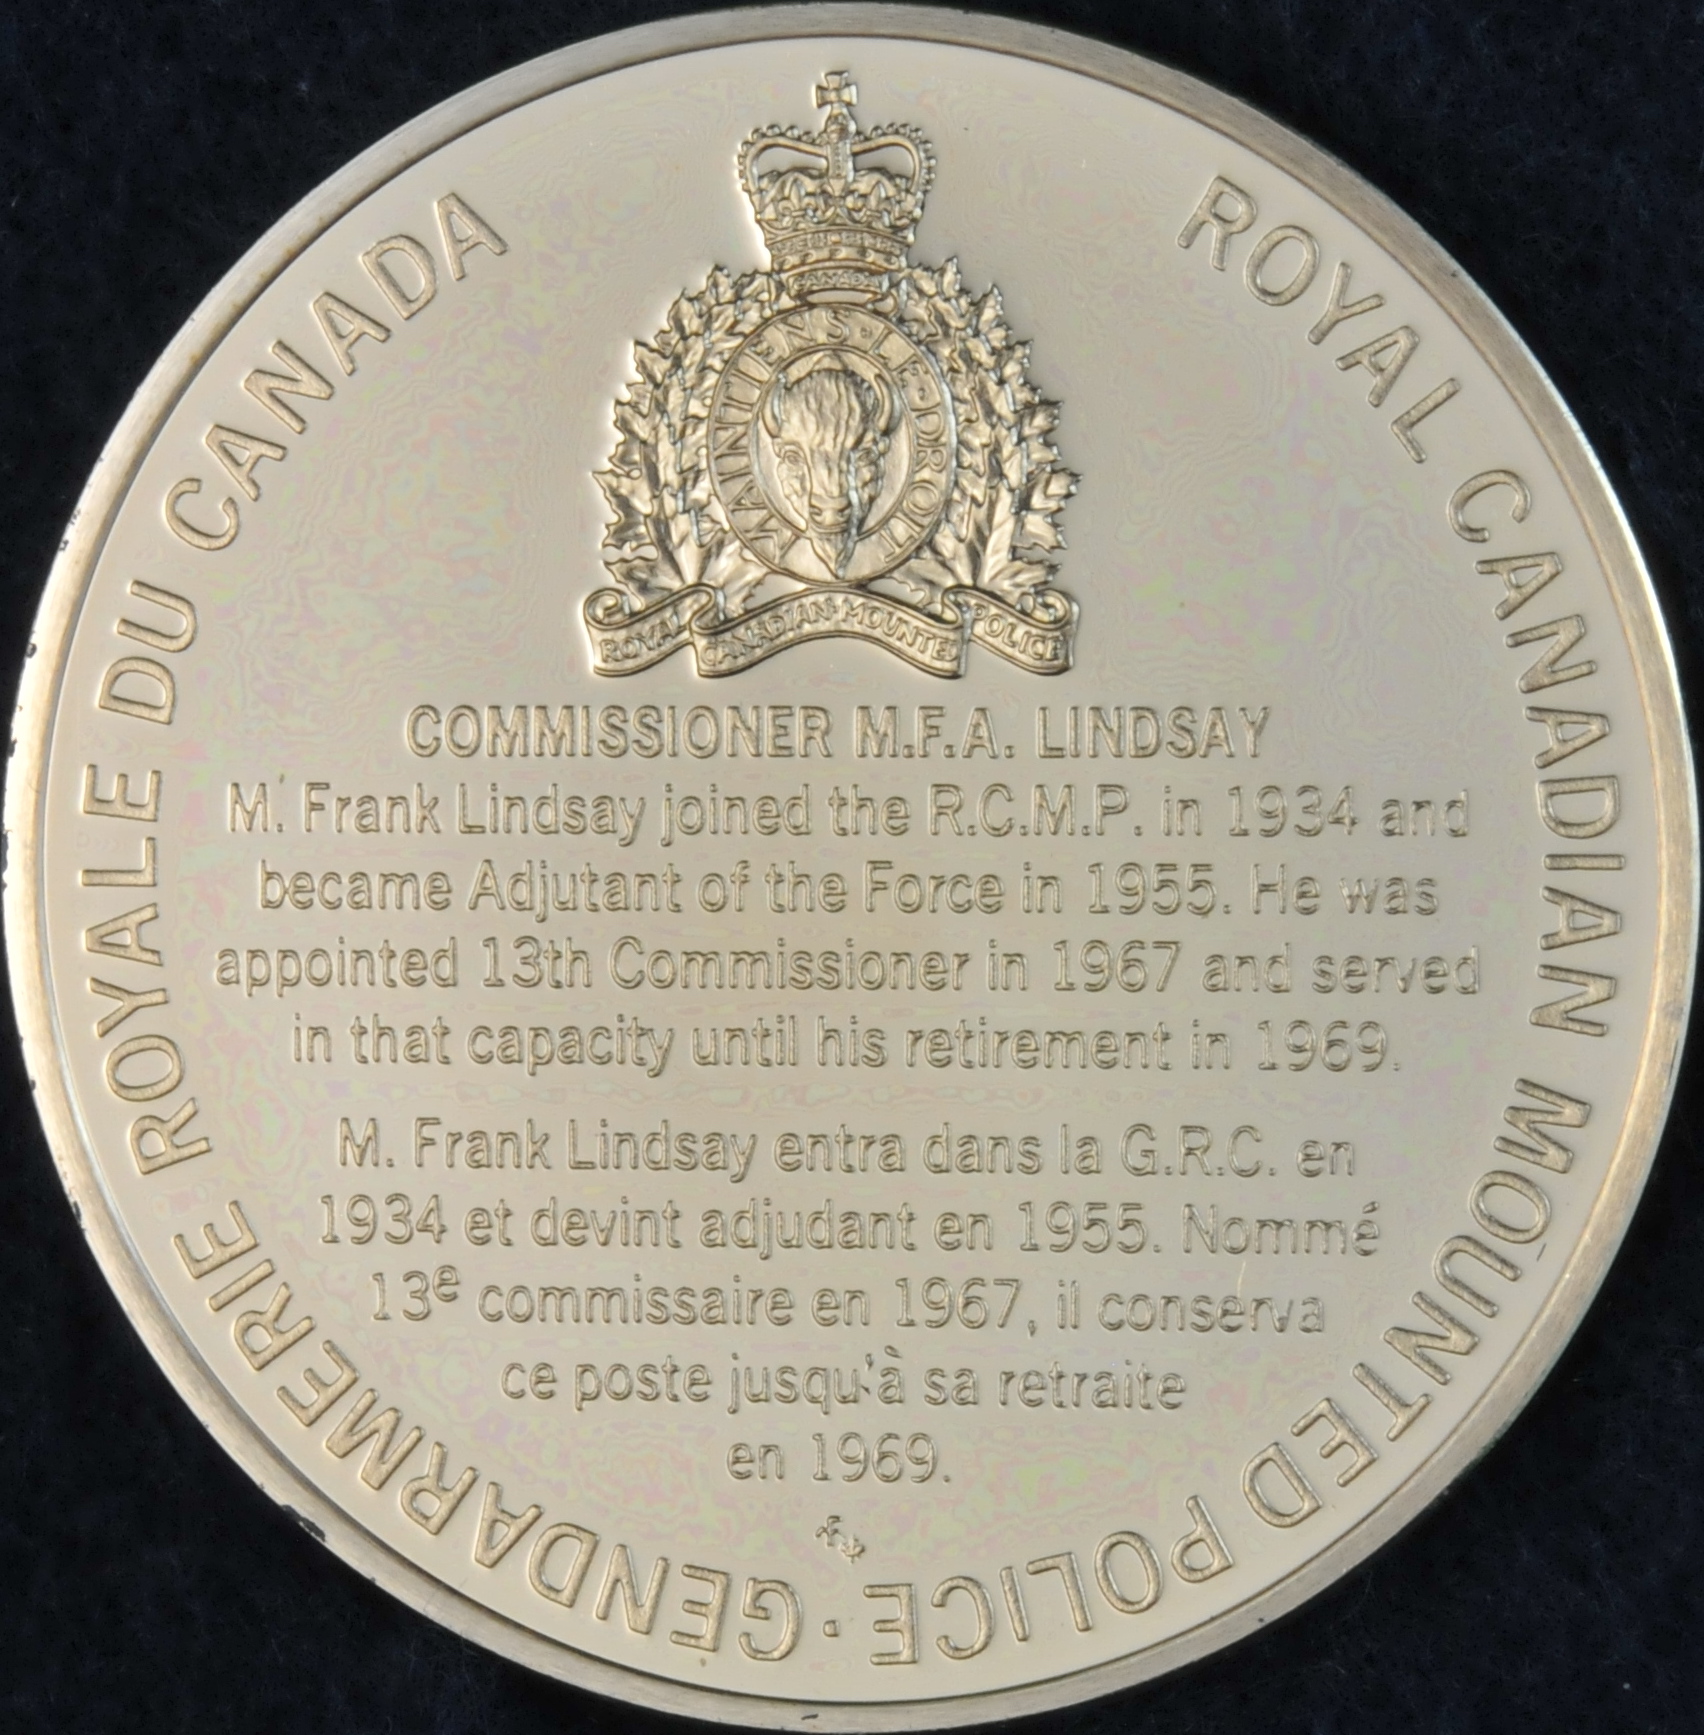 ROYAL CANADIAN MOUNTED POLICE · GENDARMERIE ROYALE DU CANADA
CANADA
MAINTIENS LE DROIT
ROYAL CANADIAN MOUNTED POLICE
COMMISSIONER M.F.A. LINDSAY
M. Frank Lindsay joined the R.C.M.P. in 1934 and
became Adjutant of the Force in 1955. He was
appointed 13th Commissioner in 1967 and served
in that capacity until his retirement in 1969.
M. Frank Lindsay entra dans la G.R.C. en
1934 et devint adjudant en 1955. Nommé
13e commissaire en 1967, il conserva
ce poste jusqu'à sa retraite
en 1969.